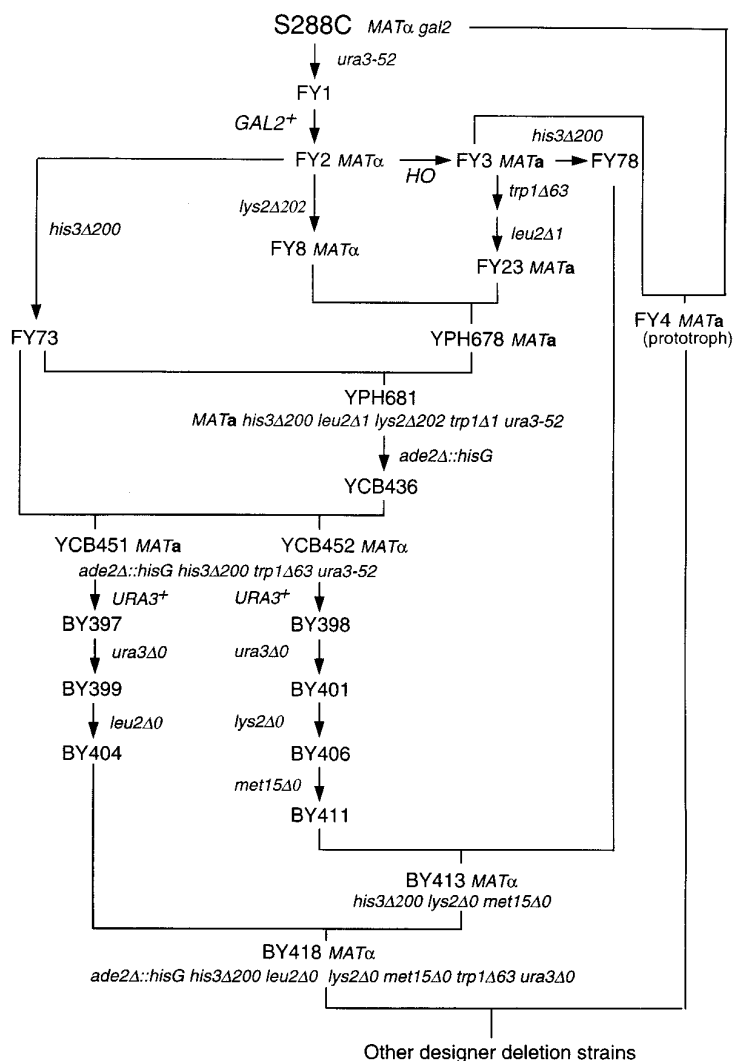 S288C MATα gal2
ura3-52
FY1
GAL2+
his3Δ200
FY2 MATα
HO
FY3 MATa
FY78
lys2Δ202
trp1Δ63
his3Δ200
leu2Δ1
FY8 MATα
FY23 MATa
FY4 MATa
(prototroph)
FY73
YPH678 MATa
YPH681
MATa his3Δ200 leu2Δ1 lys2Δ202 trp1Δ1 ura3-52
ade2Δ::hisG
YCB436
YCB451 MATa
YCB452 MATα
ade2Δ::hisG his3Δ200 trp1Δ63 ura3-52
URA3+
URA3+
BY397
BY398
ura3Δ0
ura3Δ0
BY399
BY401
leu2Δ0
lys2Δ0
BY404
BY406
met15Δ0
BY411
BY413 MATα
his3Δ200 lys2Δ0 met15Δ0
BY418 MATα
ade2Δ::hisG his3Δ200 leu2Δ0 lys2Δ0 met15Δ0 trp1Δ63 ura3Δ0
Other designer deletion strains